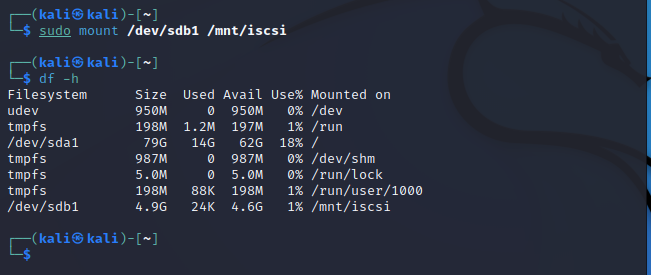 ┌──(kali㉿kali)-[~]
└─$ sudo mount /dev/sdb1 /mnt/iscsi
┌──(kali㉿kali)-[~]
└─$ df -h
Filesystem      Size  Used Avail Use% Mounted on
udev            950M     0  950M   0% /dev
tmpfs           198M  1.2M  197M   1% /run
/dev/sda1        79G   14G   62G  18% /
tmpfs           987M     0  987M   0% /dev/shm
tmpfs           5.0M     0  5.0M   0% /run/lock
tmpfs           198M   88K  198M   1% /run/user/1000
/dev/sdb1       4.9G   24K  4.6G   1% /mnt/iscsi
┌──(kali㉿kali)-[~]
└─$